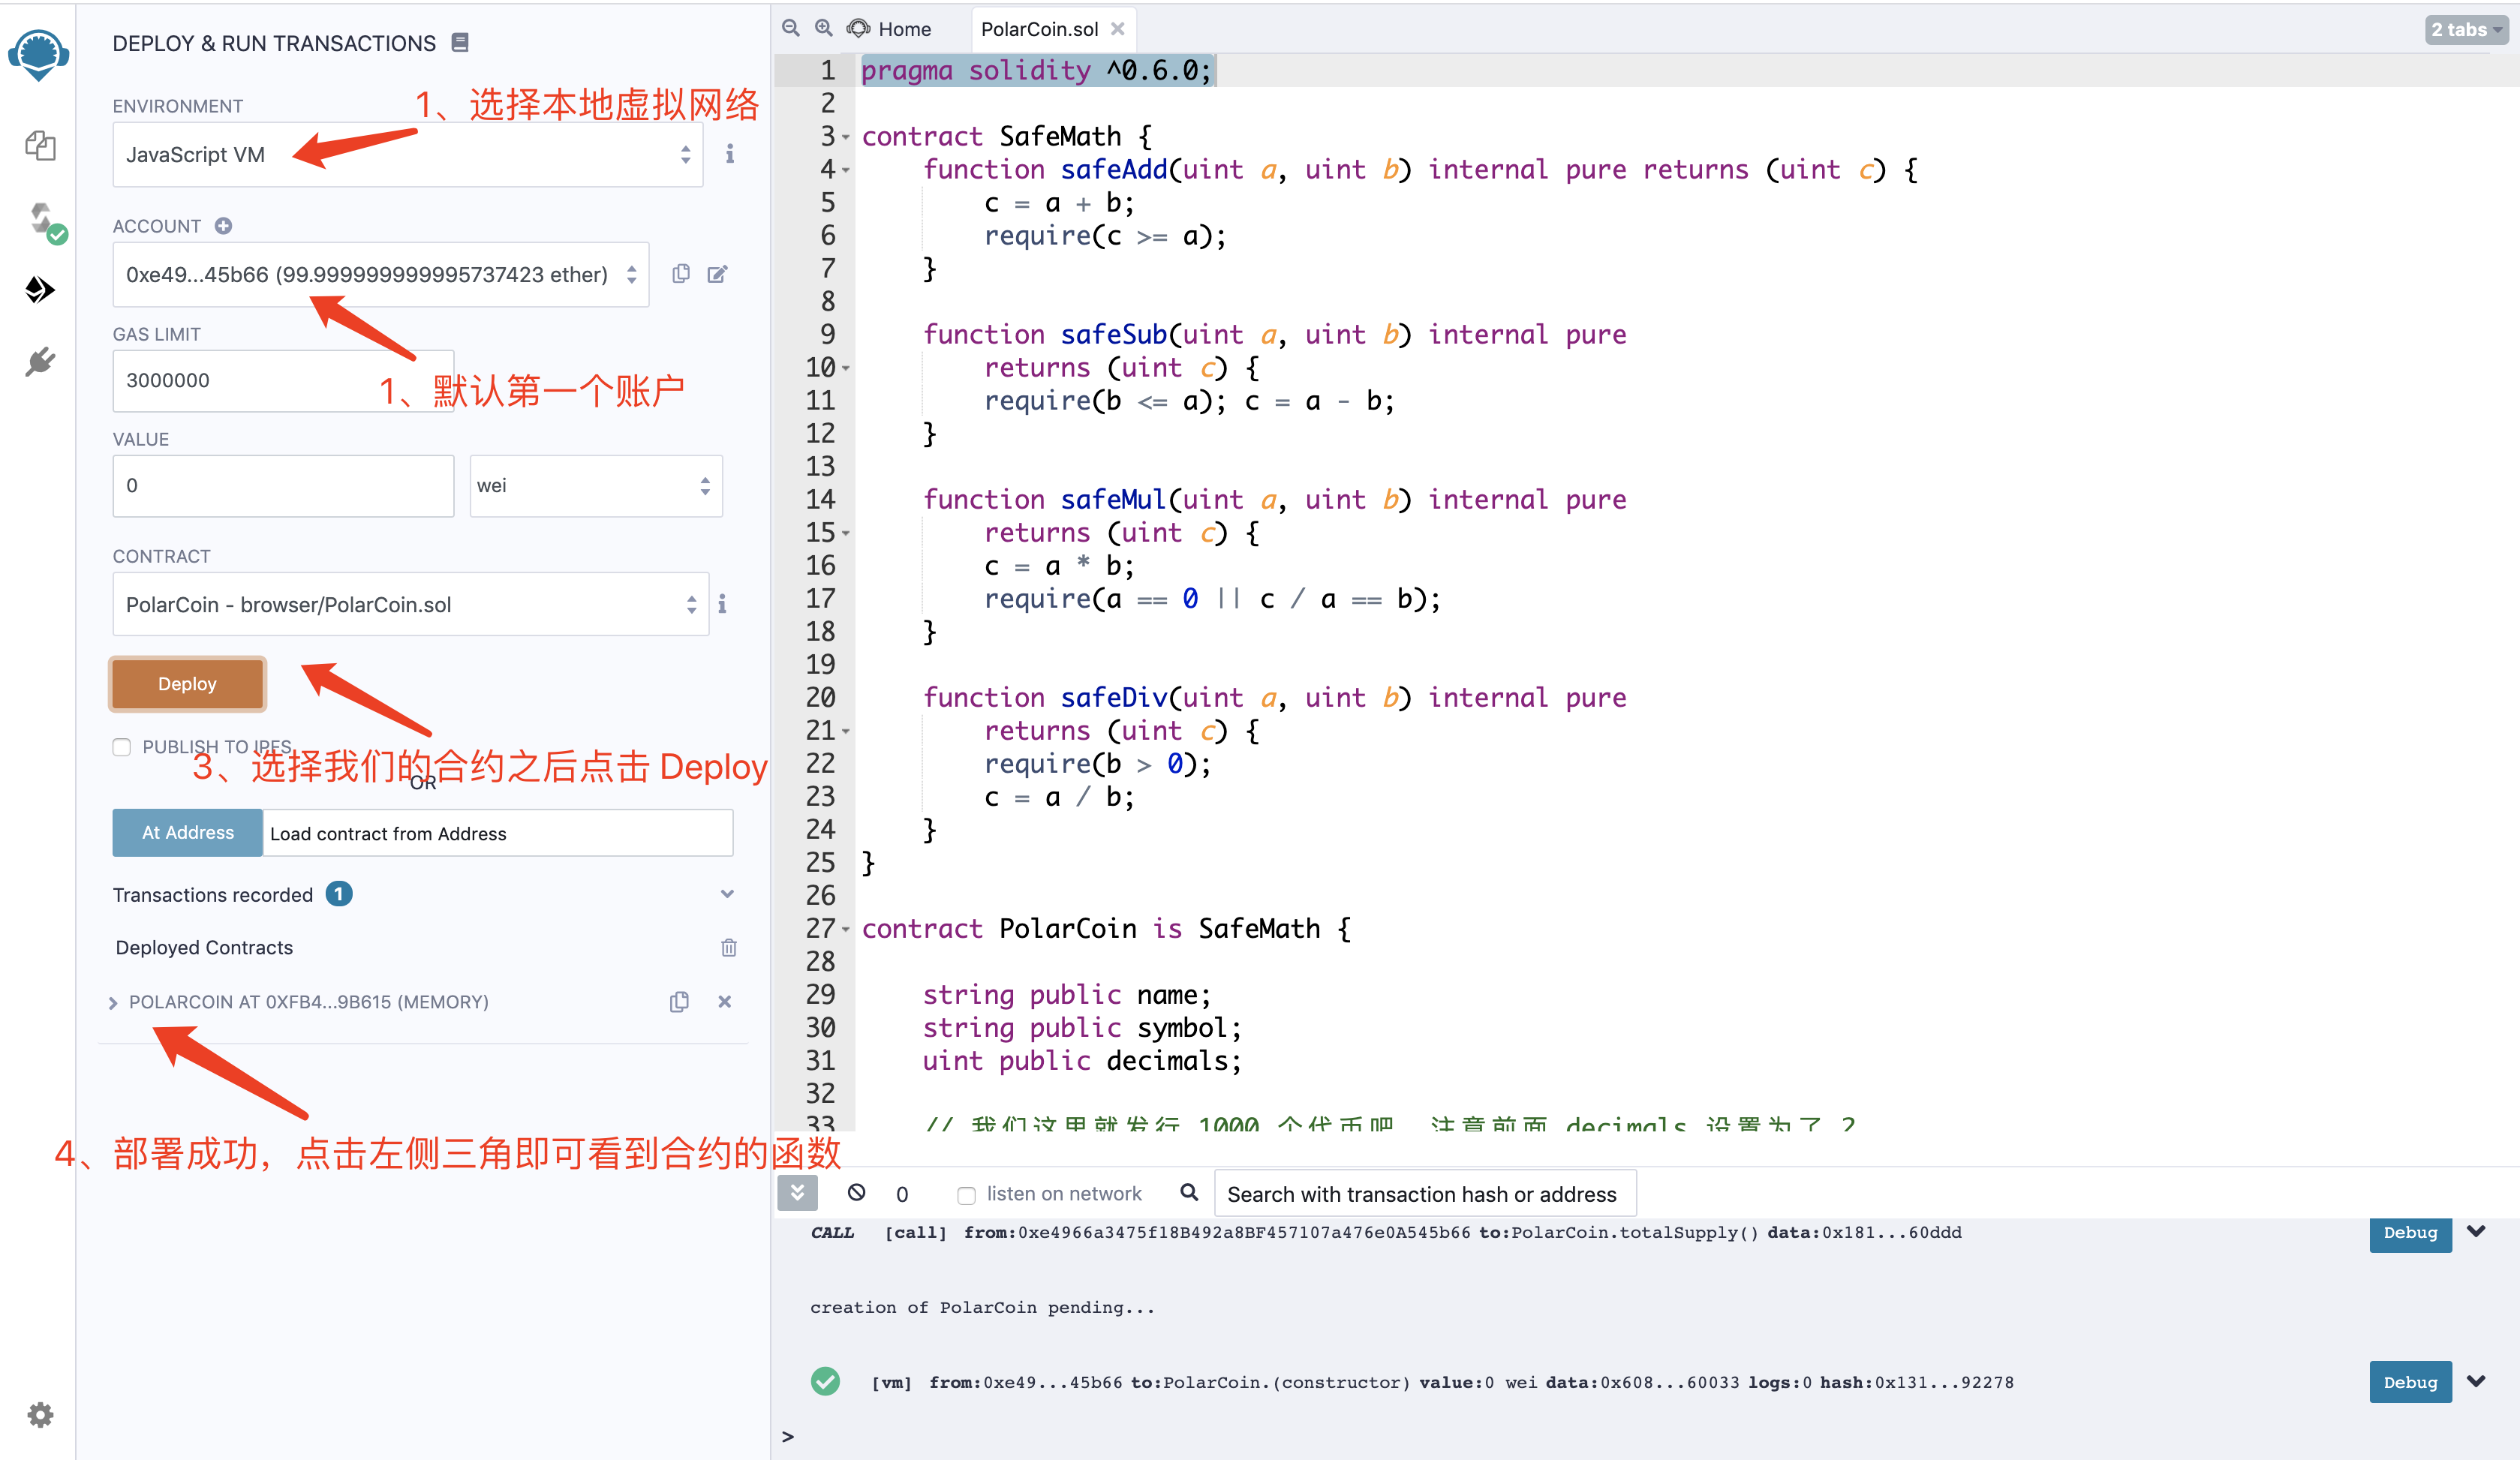 DEPLOY & RUN TRANSACTIONS
ENVIRONMENT
1、选择本地虚拟网络
JavaScript VM
ACCOUNT
0xe49...45b66 (99.999999999995737423 ether)
GAS LIMIT
3000000
1、默认第一个账户
VALUE
0
wei
CONTRACT
PolarCoin - browser/PolarCoin.sol
Deploy
PUBLISH TO IPFS
3、选择我们的合约之后点击 Deploy
OR
At Address
Load contract from Address
Transactions recorded 1
Deployed Contracts
POLARCOIN AT 0XFB4...9B615 (MEMORY)
4、部署成功，点击左侧三角即可看到合约的函数
Home
PolarCoin.sol
2 tabs
1 pragma solidity ^0.6.0;
2
3 contract SafeMath {
4 function safeAdd(uint a, uint b) internal pure returns (uint c) {
5 c = a + b;
6 require(c >= a);
7 }
8
9 function safeSub(uint a, uint b) internal pure
10 returns (uint c) {
11 require(b <= a); c = a - b;
12 }
13
14 function safeMul(uint a, uint b) internal pure
15 returns (uint c) {
16 c = a * b;
17 require(a == 0 || c / a == b);
18 }
19
20 function safeDiv(uint a, uint b) internal pure
21 returns (uint c) {
22 require(b > 0);
23 c = a / b;
24 }
25 }
26
27 contract PolarCoin is SafeMath {
28
29 string public name;
30 string public symbol;
31 uint public decimals;
32
33 // 我们这里就发行 1000 个代币吧 注意前面 decimals 设置为了 2
0
listen on network
Search with transaction hash or address
CALL [call] from:0xe4966a3475f18B492a8BF457107a476e0A545b66 to:PolarCoin.totalSupply() data:0x181...60ddd
Debug
creation of PolarCoin pending...
[vm] from:0xe49...45b66 to:PolarCoin.(constructor) value:0 wei data:0x608...60033 logs:0 hash:0x131...92278
Debug
>